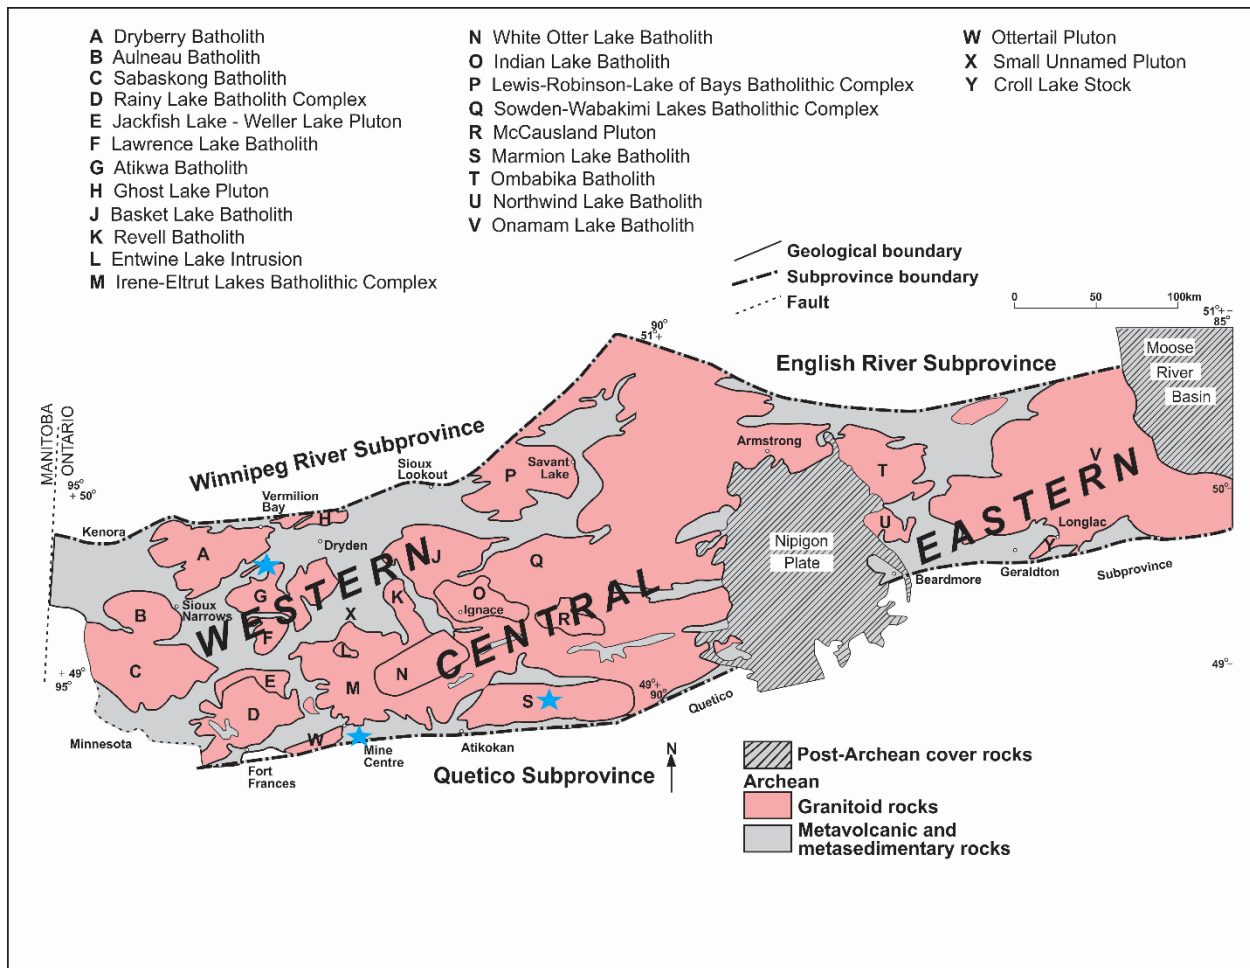 A Dryberry Batholith
B Aulneau Batholith
C Sabaskong Batholith
D Rainy Lake Batholith Complex
E Jackfish Lake - Weller Lake Pluton
F Lawrence Lake Batholith
G Atikwa Batholith
H Ghost Lake Pluton
J Basket Lake Batholith
K Revell Batholith
L Entwine Lake Intrusion
M Irene-Eltrut Lakes Batholithic Complex
N White Otter Lake Batholith
O Indian Lake Batholith
P Lewis-Robinson-Lake of Bays Batholithic Complex
Q Sowden-Wabakimi Lakes Batholithic Complex
R McCausland Pluton
S Marmion Lake Batholith
T Ombabika Batholith
U Northwind Lake Batholith
V Onamam Lake Batholith
W Ottertail Pluton
X Small Unnamed Pluton
Y Croll Lake Stock
Geological boundary
Subprovince boundary
Fault
0 50 100km
51°+
85°
90°
51+
Moose
River
Basin
English River Subprovince
Winnipeg River Subprovince
MANITOBA
ONTARIO
95°
+ 50°
Kenora
Vermilion
Bay
Sioux
Lookout
Savant
Lake
Armstrong
P
T
V
50°
H
Dryden
A
J
Q
U
Longlac
Y
EASTERN
Nipigon
Plate
Beardmore
Geraldton
Subprovince
WESTERN
B
Sioux
Narrows
G
X
K
O
Ignace
R
F
L
CENTRAL
C
+ 49°
95°
E
M
N
D
S
49°+
90°
49°
Quetico
W
Minnesota
Fort
Frances
Mine
Centre
Atikokan
Quetico Subprovince
N
Post-Archean cover rocks
Archean
Granitoid rocks
Metavolcanic and
metasedimentary rocks